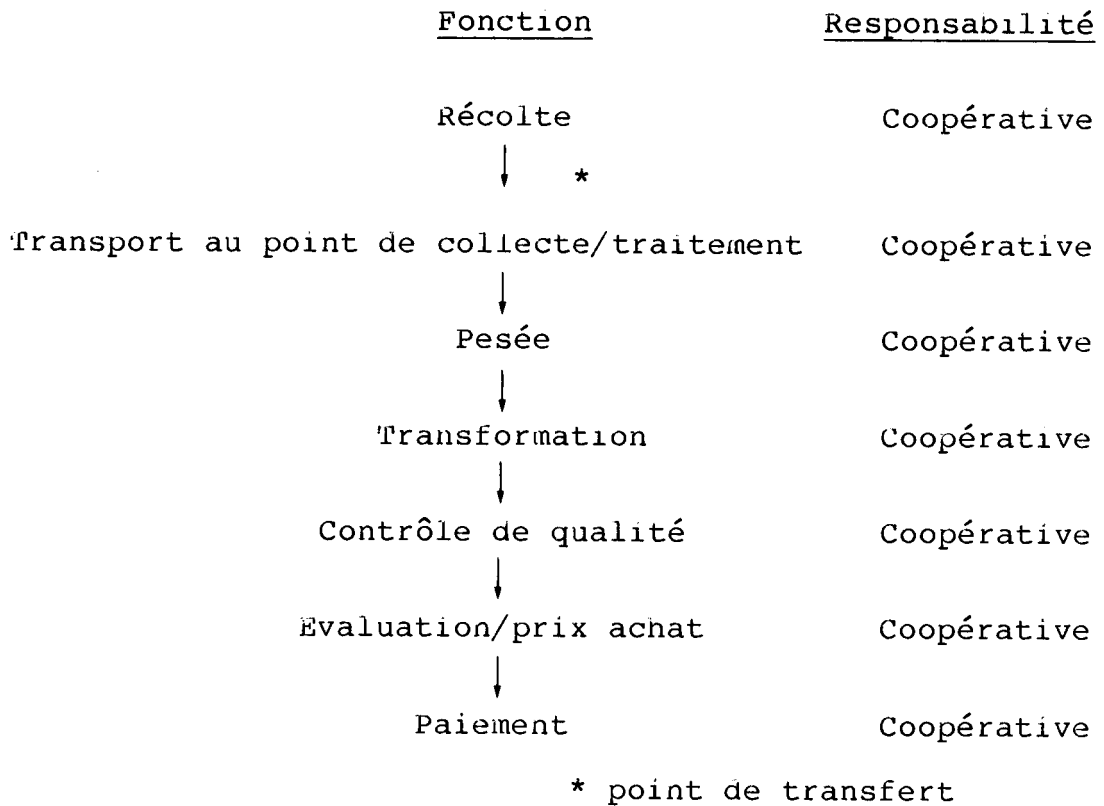 Fonction Responsabilité
Récolte Coopérative
*
Transport au point de collecte/traitement Coopérative
Pesée Coopérative
Transformation Coopérative
Contrôle de qualité Coopérative
Evaluation/prix achat Coopérative
Paiement Coopérative
* point de transfert